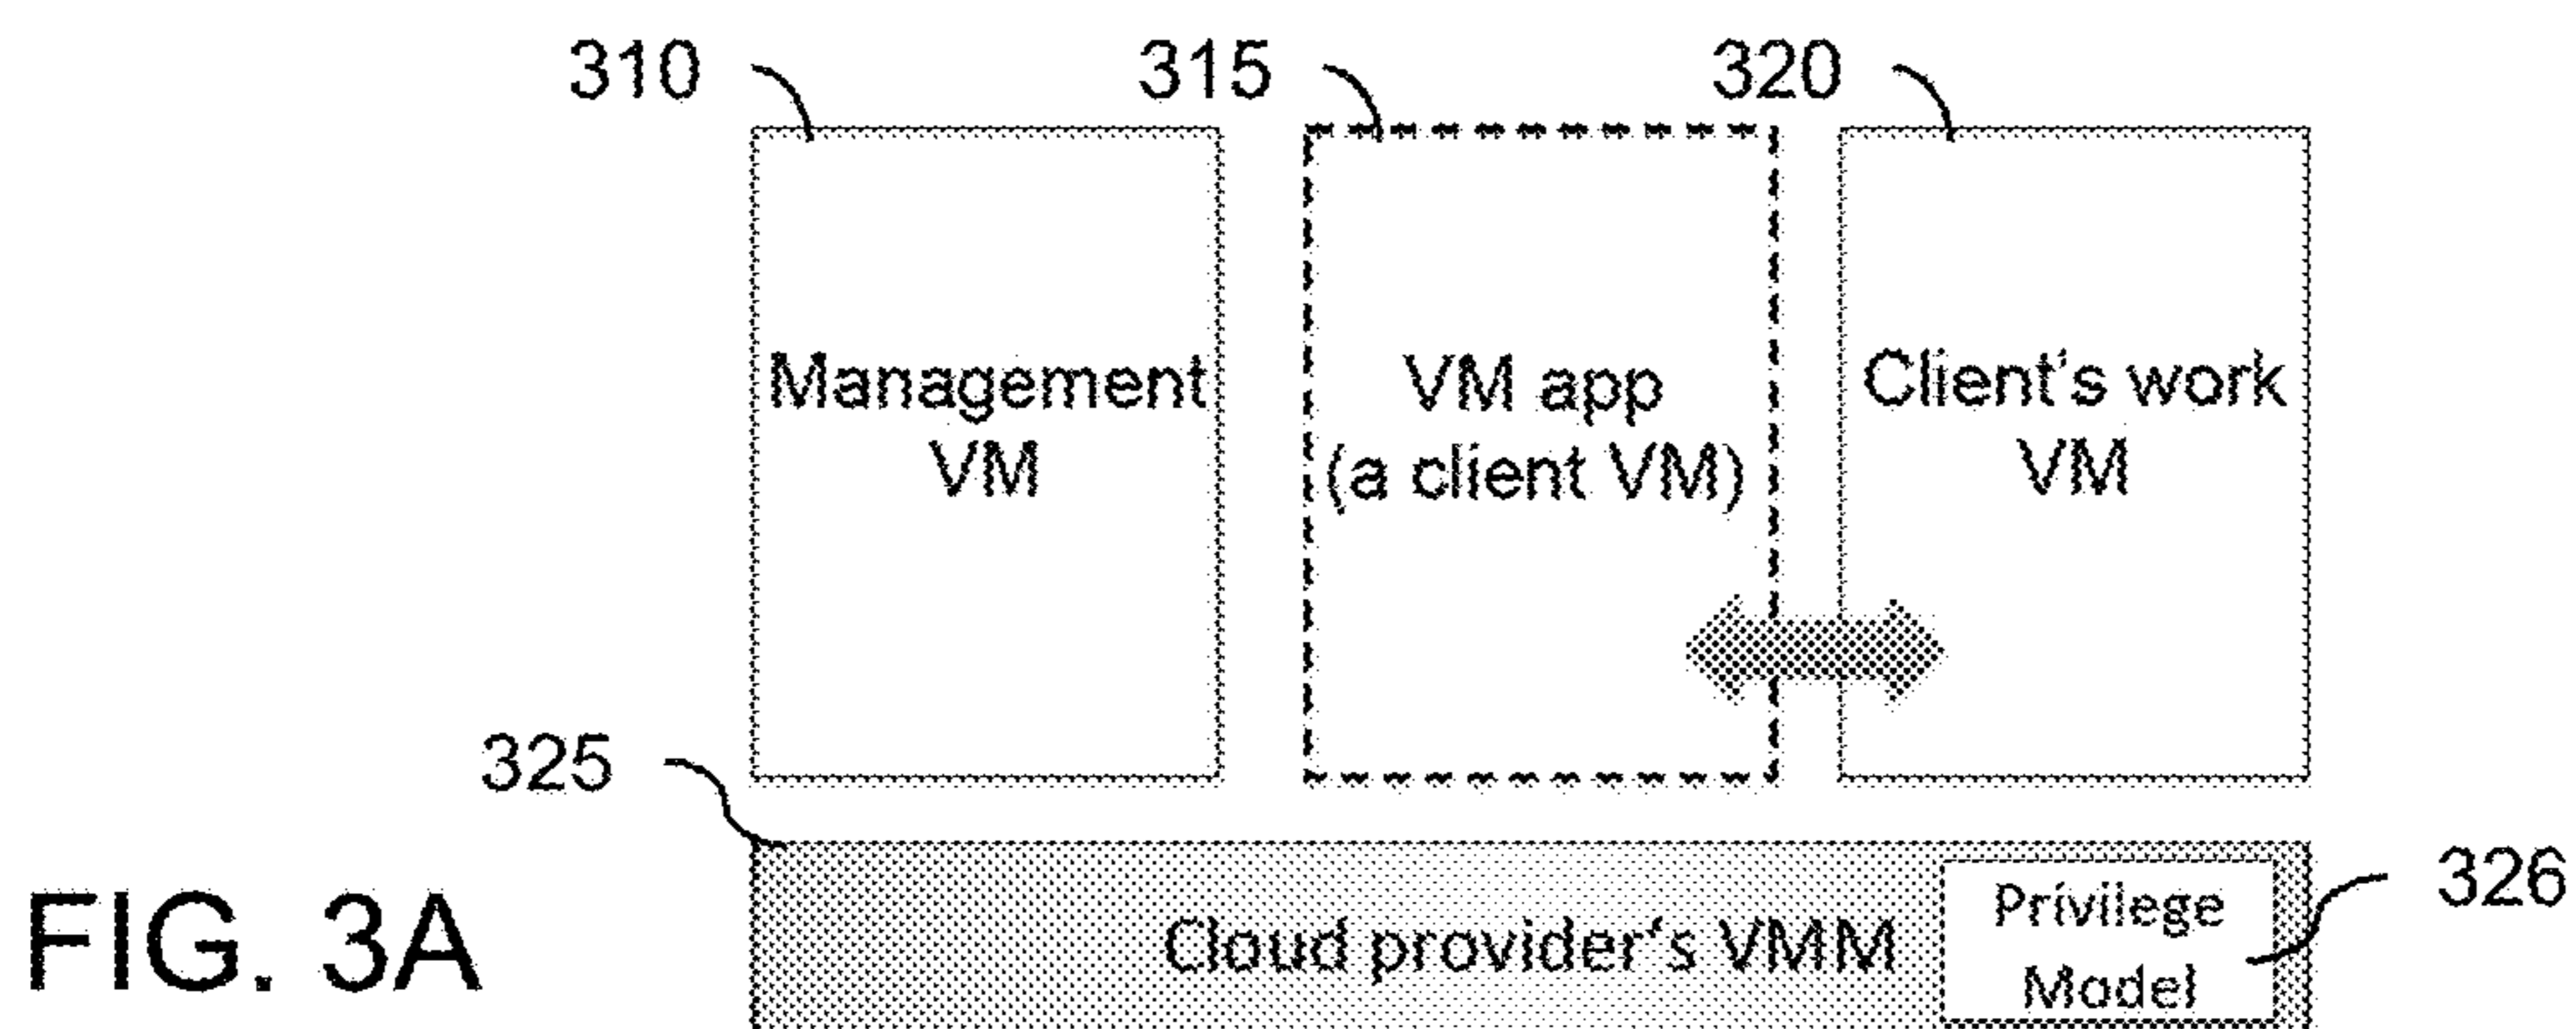 310
315
320
Management
VM
VM app
(a client VM)
Client's work
VM
325
326
Cloud provider's VMM
Privilege
Model
FIG. 3A